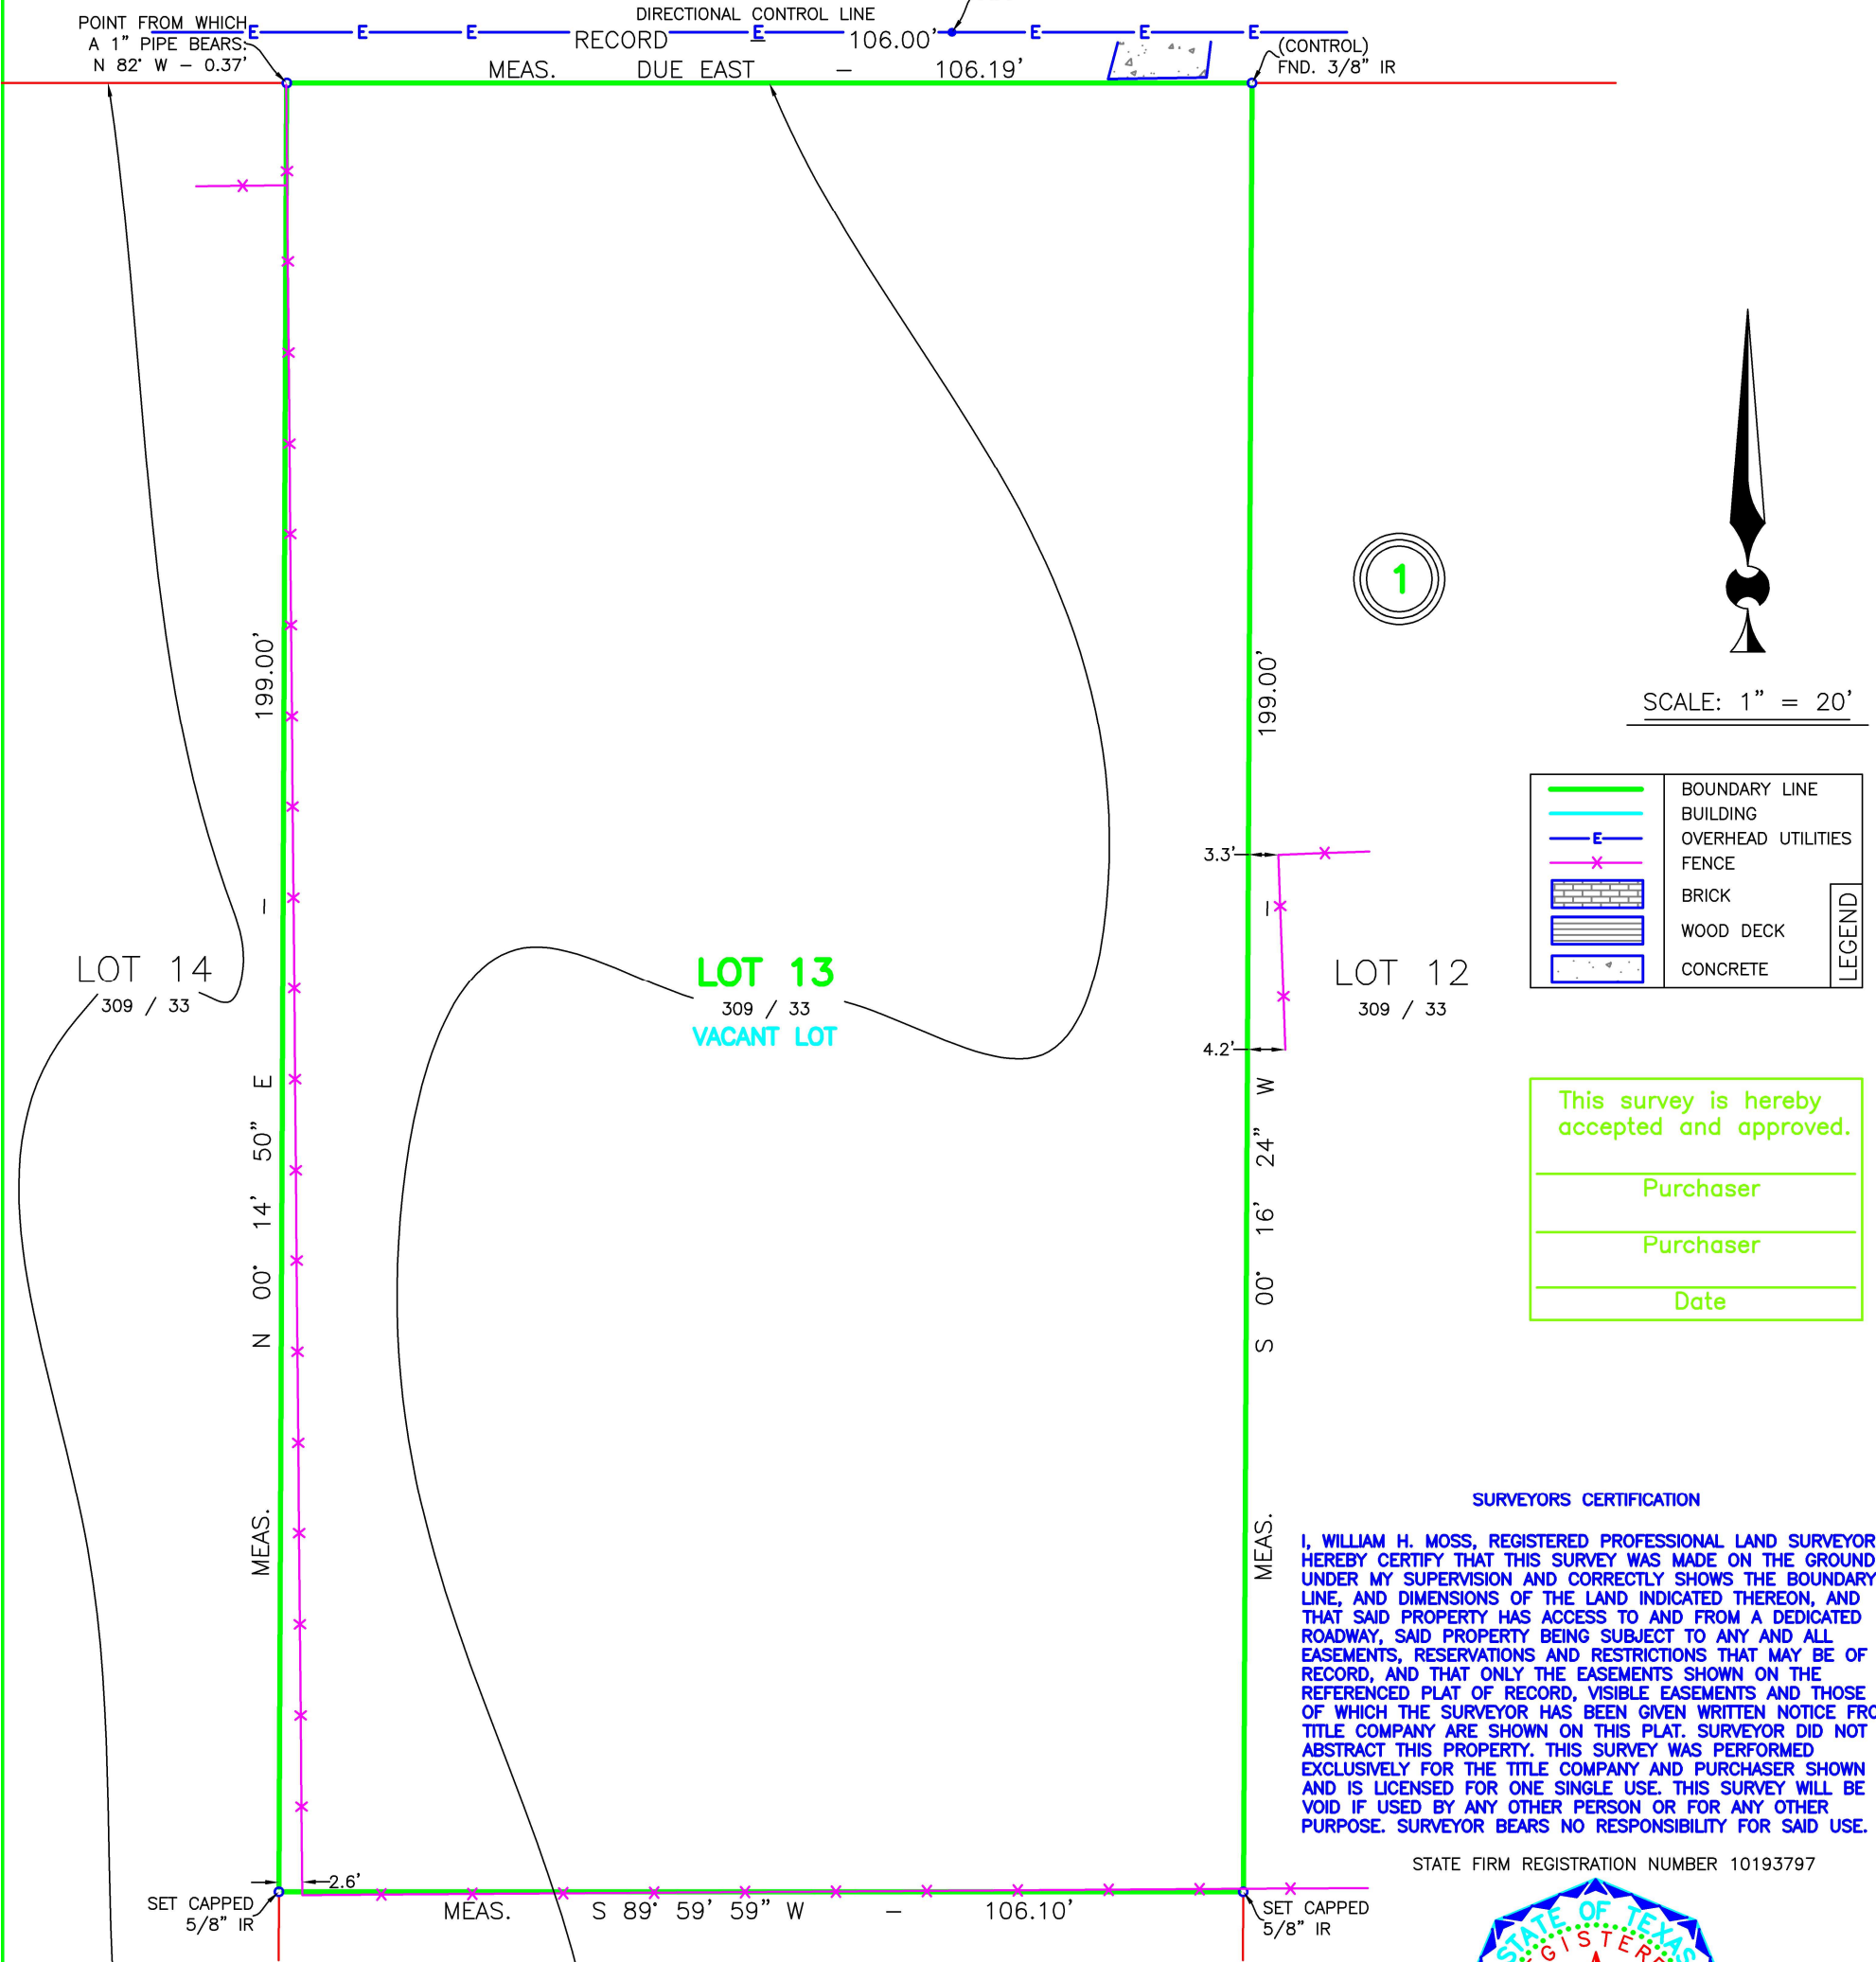 POINT FROM WHICH
A 1" PIPE BEARS:
N 82° W - 0.37'
DIRECTIONAL CONTROL LINE
E E E E E E E
RECORD - 106.00'
MEAS. DUE EAST - 106.19'
(CONTROL)
FND. 3/8" IR
MEAS. N 00° 14' 50" E - 199.00'
MEAS. S 00° 16' 24" W - 199.00'
1
SCALE: 1" = 20'
BOUNDARY LINE
BUILDING
E OVERHEAD UTILITIES
FENCE
BRICK
WOOD DECK
CONCRETE
LEGEND
3.3'
4.2'
LOT 14
309 / 33
LOT 13
309 / 33
VACANT LOT
LOT 12
309 / 33
This survey is hereby
accepted and approved.
Purchaser
Purchaser
Date
SURVEYORS CERTIFICATION
I, WILLIAM H. MOSS, REGISTERED PROFESSIONAL LAND SURVEYOR
HEREBY CERTIFY THAT THIS SURVEY WAS MADE ON THE GROUND
UNDER MY SUPERVISION AND CORRECTLY SHOWS THE BOUNDARY
LINE, AND DIMENSIONS OF THE LAND INDICATED THEREON, AND
THAT SAID PROPERTY HAS ACCESS TO AND FROM A DEDICATED
ROADWAY, SAID PROPERTY BEING SUBJECT TO ANY AND ALL
EASEMENTS, RESERVATIONS AND RESTRICTIONS THAT MAY BE OF
RECORD, AND THAT ONLY THE EASEMENTS SHOWN ON THE
REFERENCED PLAT OF RECORD, VISIBLE EASEMENTS AND THOSE
OF WHICH THE SURVEYOR HAS BEEN GIVEN WRITTEN NOTICE
TITLE COMPANY ARE SHOWN ON THIS PLAT. SURVEYOR DID NOT
ABSTRACT THIS PROPERTY. THIS SURVEY WAS PERFORMED
EXCLUSIVELY FOR THE TITLE COMPANY AND PURCHASER SHOWN
AND IS LICENSED FOR ONE SINGLE USE. THIS SURVEY WILL BE
VOID IF USED BY ANY OTHER PERSON OR FOR ANY OTHER
PURPOSE. SURVEYOR BEARS NO RESPONSIBILITY FOR SAID USE.
STATE FIRM REGISTRATION NUMBER 10193797
2.6'
SET CAPPED
5/8" IR
MEAS. S 89° 59' 59" W - 106.10'
SET CAPPED
5/8" IR
STATE OF TEXAS